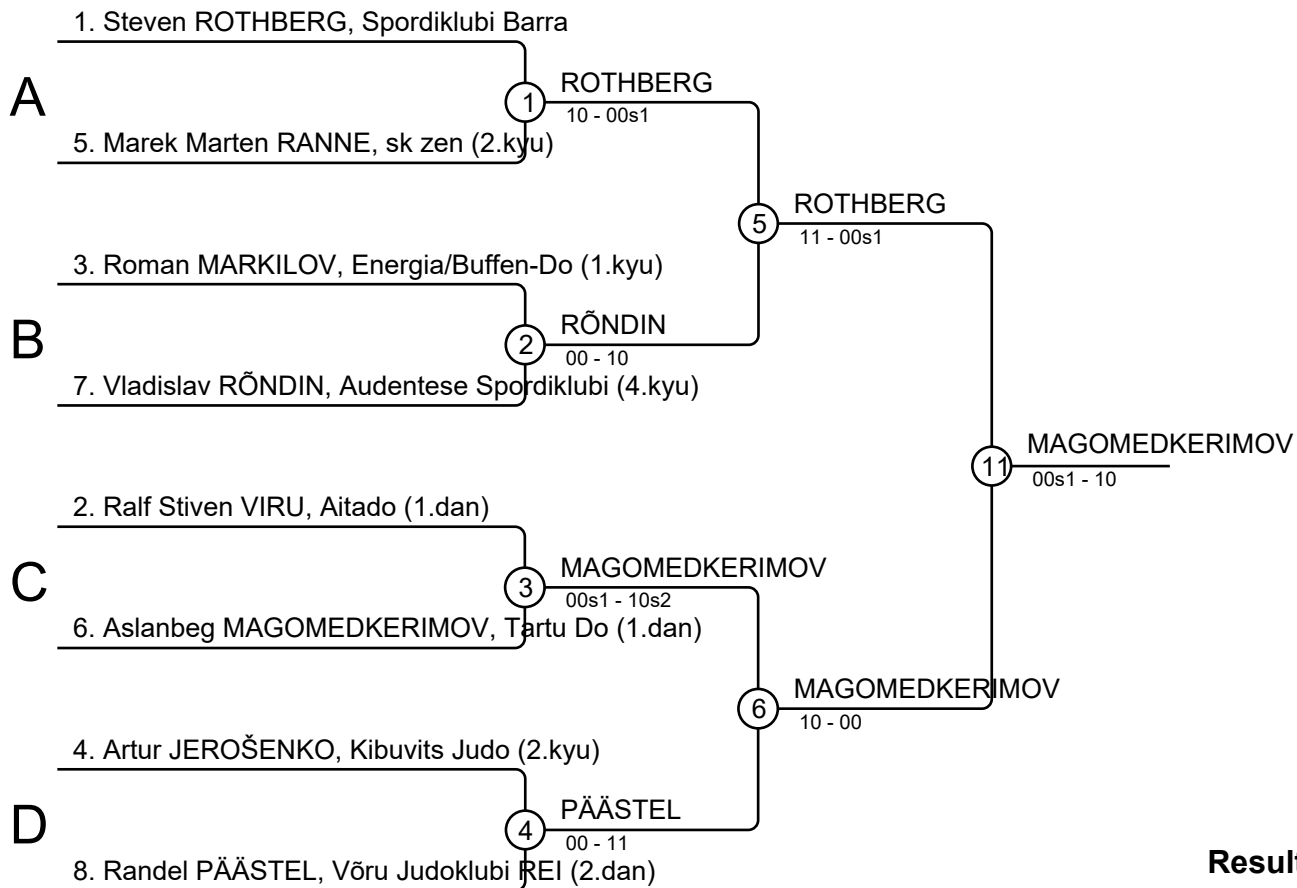 1. Steven ROTHBERG, Spordiklubi Barra
A
1
ROTHBERG
10 - 00s1
5. Marek Marten RANNE, sk zen (2.kyu)
5
ROTHBERG
11 - 00s1
3. Roman MARKILOV, Energia/Buffen-Do (1.kyu)
B
2
RÕNDIN
00 - 10
7. Vladislav RÕNDIN, Audentese Spordiklubi (4.kyu)
11
MAGOMEDKERIMOV
00s1 - 10
2. Ralf Stiven VIRU, Aitado (1.dan)
C
3
MAGOMEDKERIMOV
00s1 - 10s2
6. Aslanbeg MAGOMEDKERIMOV, Tartu Do (1.dan)
6
MAGOMEDKERIMOV
10 - 00
4. Artur JEROŠENKO, Kibuvits Judo (2.kyu)
D
4
PÄÄSTEL
00 - 11
8. Randel PÄÄSTEL, Võru Judoklubi REI (2.dan)
Result